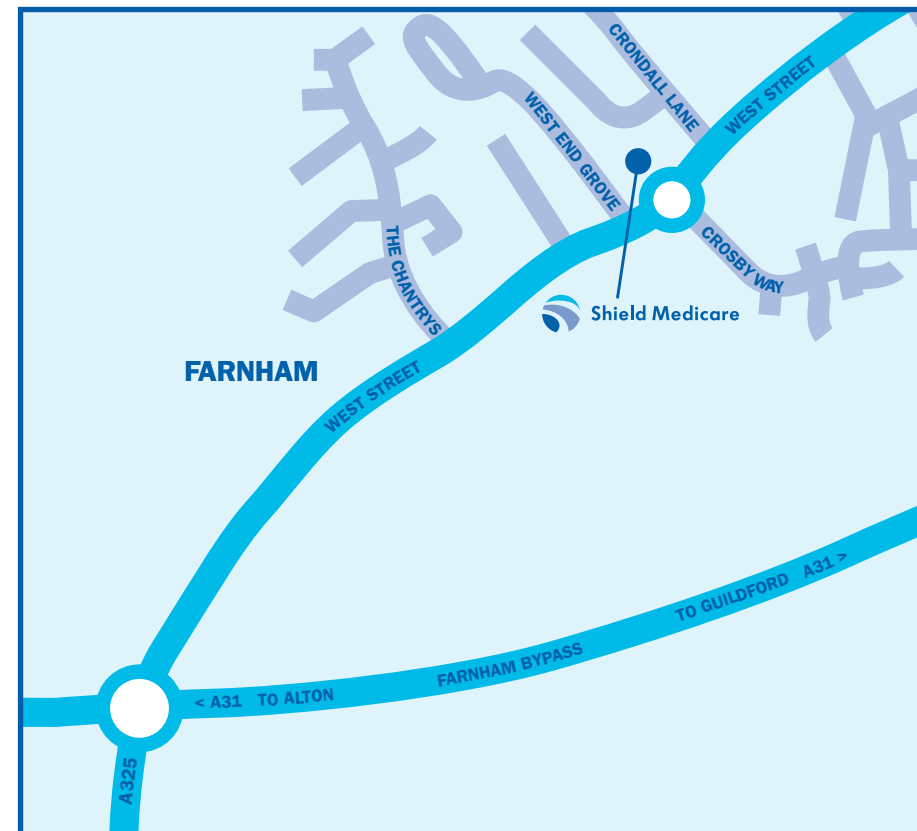 CRONDALL LANE
WEST STREET
WEST END GROVE
CROSBY WAY
THE CHANTRYS
Shield Medicare
FARNHAM
WEST STREET
TO GUILDFORD A31 >
FARNHAM BYPASS
< A31 TO ALTON
A325